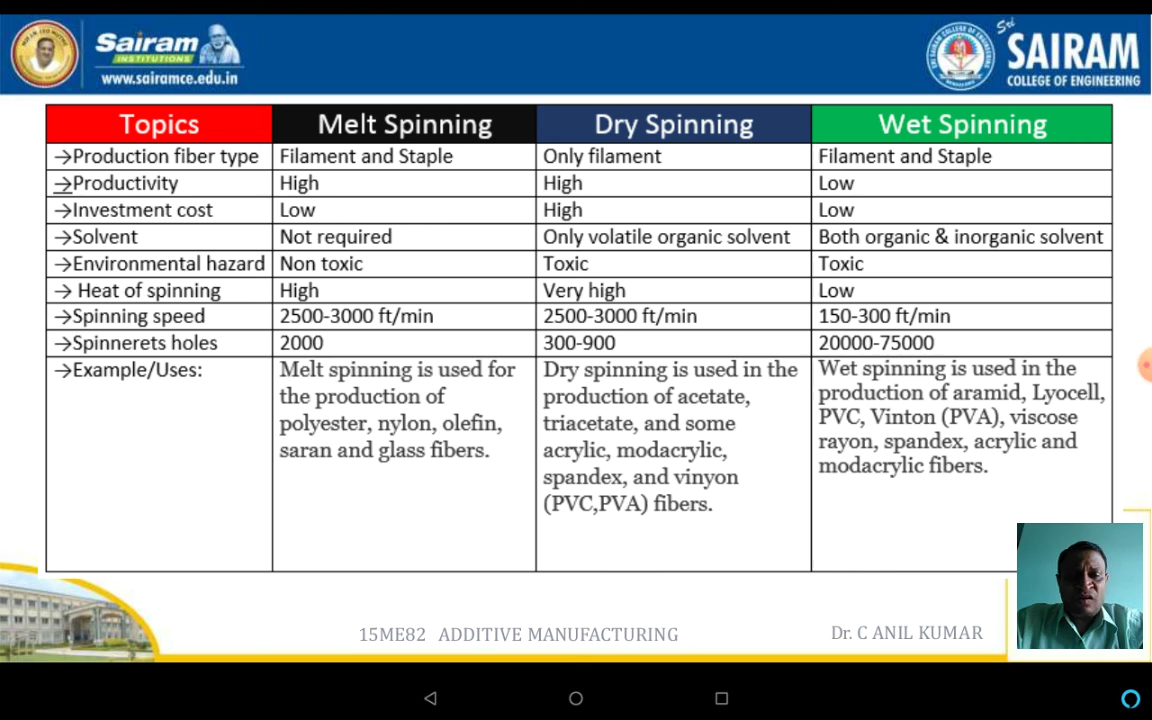 Sairam
INSTITUTIONS
www.sairamce.edu.in
Sri
SAIRAM
COLLEGE OF ENGINEERING
Topics Melt Spinning Dry Spinning Wet Spinning
→Production fiber type Filament and Staple Only filament Filament and Staple
→Productivity High High Low
→Investment cost Low High Low
→Solvent Not required Only volatile organic solvent Both organic & inorganic solvent
→Environmental hazard Non toxic Toxic Toxic
→ Heat of spinning High Very high Low
→Spinning speed 2500-3000 ft/min 2500-3000 ft/min 150-300 ft/min
→Spinnerets holes 2000 300-900 20000-75000
→Example/Uses:
Melt spinning is used for
the production of
polyester, nylon, olefin,
saran and glass fibers.
Dry spinning is used in the
production of acetate,
triacetate, and some
acrylic, modacrylic,
spandex, and vinyon
(PVC,PVA) fibers.
Wet spinning is used in the
production of aramid, Lyocell,
PVC, Vinton (PVA), viscose
rayon, spandex, acrylic and
modacrylic fibers.
15ME82 ADDITIVE MANUFACTURING
Dr. C ANIL KUMAR